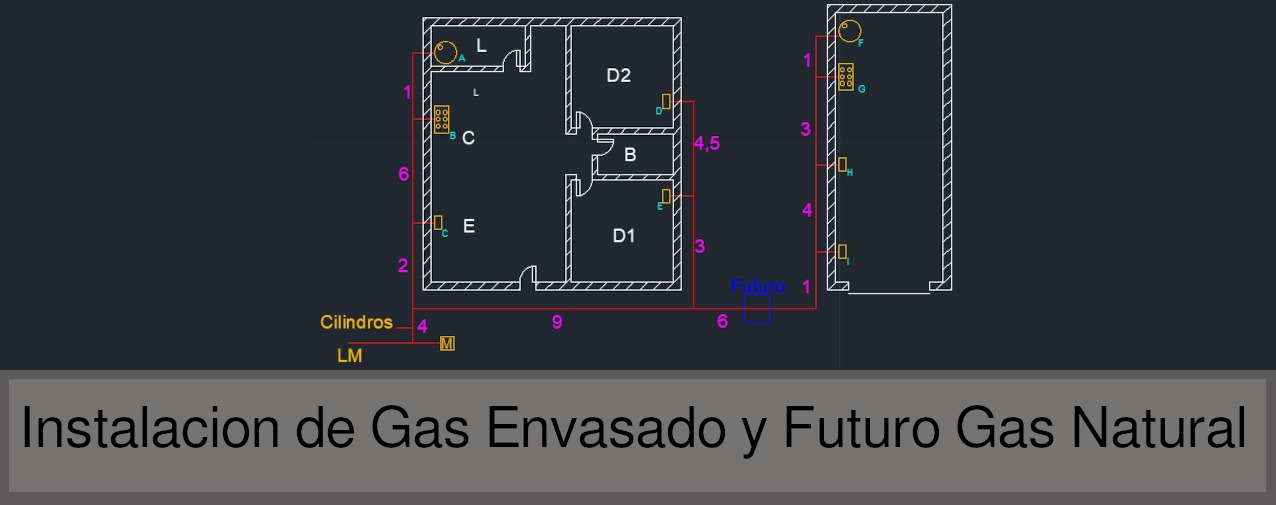 L
A
F
1
D2
G
1
L
D
B
C
3
4,5
B
6
H
E
C
E
D1
4
3
2
I
Futuro
1
Cilindros
4
9
6
M
LM
Instalacion de Gas Envasado y Futuro Gas Natural